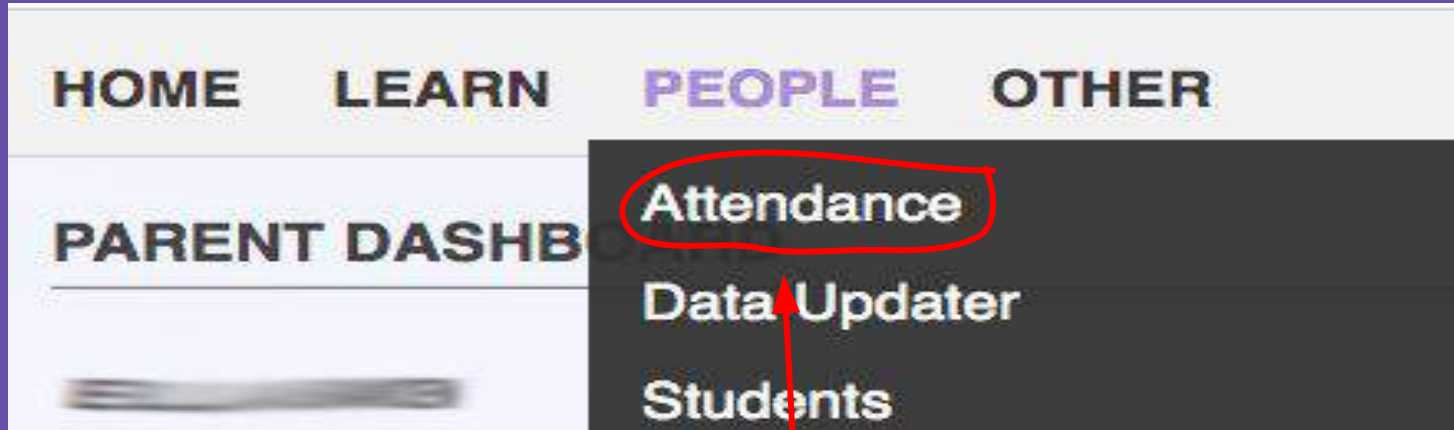 HOME LEARN PEOPLE OTHER
Attendance
PARENT DASHBOARD
Data Updater
Students